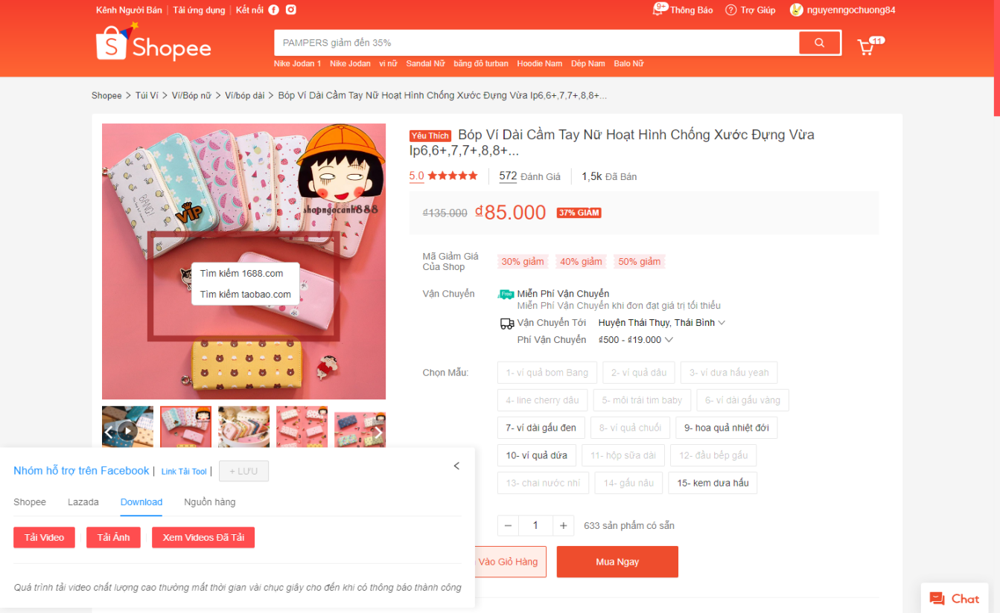 Kênh Người Bán | Tải ứng dụng | Kết nối
9+ Thông Báo
Trợ Giúp
nguyenngochuong84
Shopee
PAMPERS giảm đến 35%
11
Nike Jodan 1 Nike Jodan ví nữ Sandal Nữ băng đô turban Hoodie Nam Dép Nam Balo Nữ
Shopee > Túi Ví > Ví/Bóp nữ > Ví/bóp dài > Bóp Ví Dài Cầm Tay Nữ Hoạt Hình Chống Xước Đựng Vừa Ip6,6+,7,7+,8,8+...
BANG!
VIP
shopngocanh888
Tìm kiếm 1688.com
Tìm kiếm taobao.com
Yêu Thích Bóp Ví Dài Cầm Tay Nữ Hoạt Hình Chống Xước Đựng Vừa
Ip6,6+,7,7+,8,8+...
5.0
572 Đánh Giá
1,5k Đã Bán
₫135.000 ₫85.000 37% GIẢM
Mã Giảm Giá
Của Shop
30% giảm 40% giảm 50% giảm
Vận Chuyển
Free Miễn Phí Vận Chuyển
Miễn Phí Vận Chuyển khi đơn đạt giá trị tối thiểu
Vận Chuyển Tới Huyện Thái Thụy, Thái Bình
Phí Vận Chuyển ₫500 - ₫19.000
Chọn Mẫu:
1- ví quả bom Bang 2- ví quả dâu 3- ví dưa hấu yeah
4- line cherry dâu 5- môi trái tim baby 6- ví dài gấu vàng
7- ví dài gấu đen 8- ví quả chuối 9- hoa quả nhiệt đới
10- ví quả dứa 11- hộp sữa dài 12- đầu bếp gấu
13- chai nước nhí 14- gấu nâu 15- kem dưa hấu
1
633 sản phẩm có sẵn
Vào Giỏ Hàng
Mua Ngay
Nhóm hỗ trợ trên Facebook | Link Tải Tool | + LƯU
Shopee Lazada Download Nguồn hàng
Tải Video Tải Ảnh Xem Videos Đã Tải
Quá trình tải video chất lượng cao thường mất thời gian vài chục giây cho đến khi có thông báo thành công
Chat